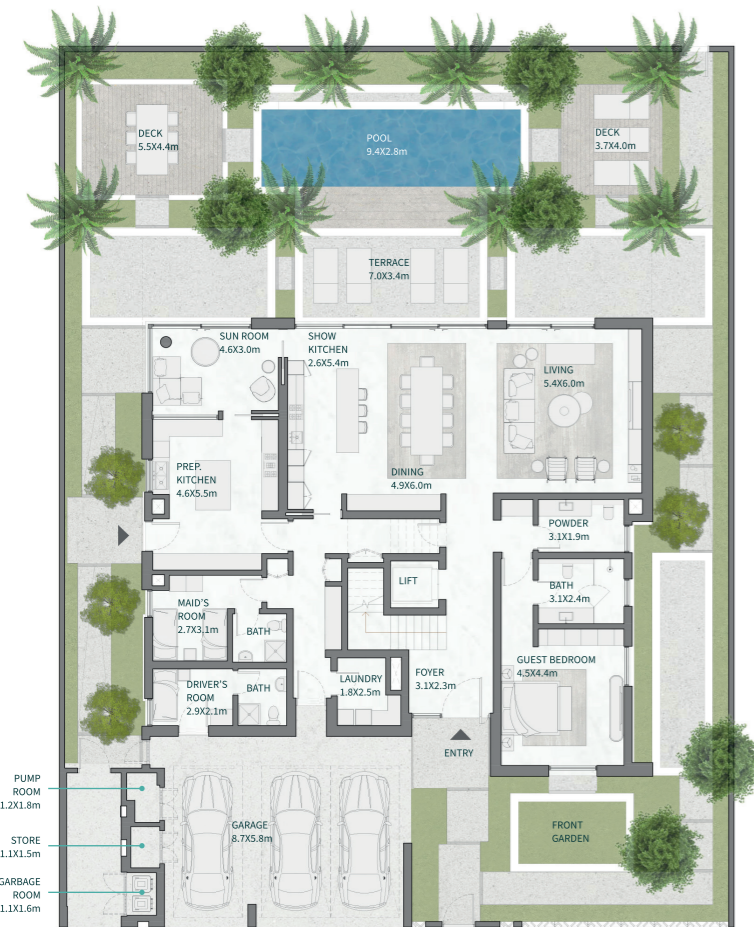 DECK
5.5X4.4m
POOL
9.4X2.8m
DECK
3.7X4.0m
TERRACE
7.0X3.4m
SUN ROOM
4.6X3.0m
SHOW
KITCHEN
2.6X5.4m
LIVING
5.4X6.0m
PREP.
KITCHEN
4.6X5.5m
DINING
4.9X6.0m
POWDER
3.1X1.9m
LIFT
BATH
3.1X2.4m
MAID'S
ROOM
2.7X3.1m
BATH
GUEST BEDROOM
4.5X4.4m
FOYER
3.1X2.3m
LAUNDRY
1.8X2.5m
DRIVER'S
ROOM
2.9X2.1m
BATH
ENTRY
PUMP
ROOM
1.2X1.8m
GARAGE
8.7X5.8m
FRONT
GARDEN
STORE
1.1X1.5m
GARBAGE
ROOM
1.1X1.6m